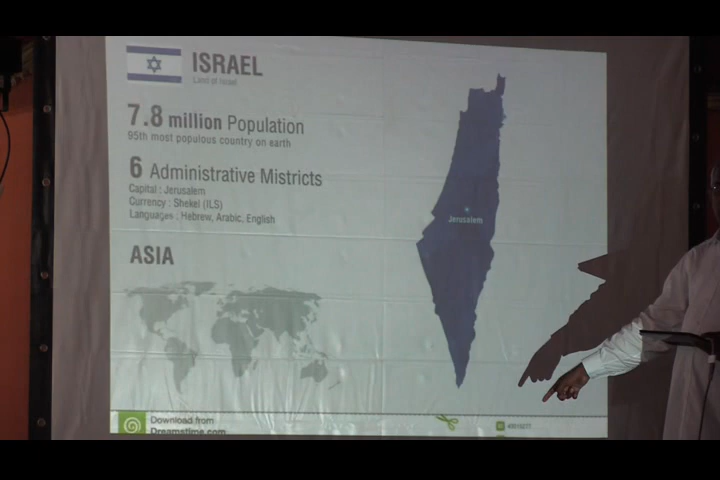 ISRAEL
Land of Israel
7.8 million Population
95th most populous country on earth
6 Administrative Mistricts
Capital : Jerusalem
Currency : Shekel (ILS)
Languages : Hebrew, Arabic, English
Jerusalem
ASIA
Download from
Dreamstime.com